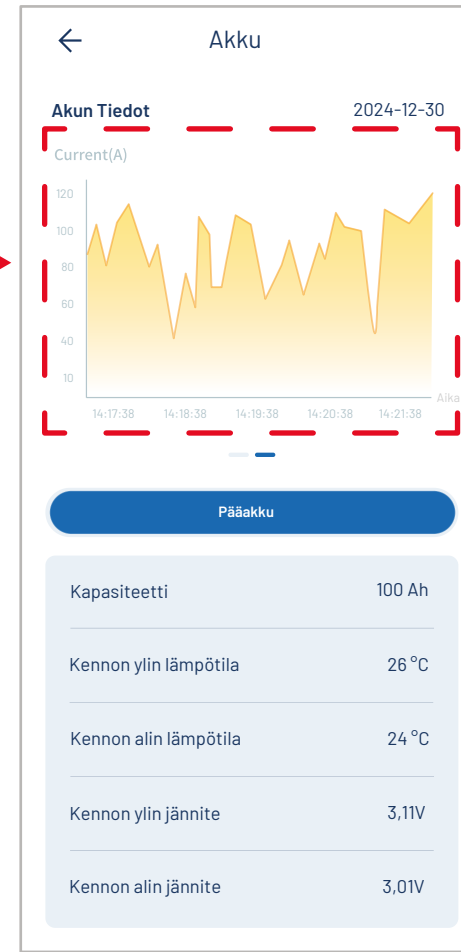 Akku
Akun Tiedot 2024-12-30
Current(A)
120
100
80
60
40
10
Aika
14:17:38 14:18:38 14:19:38 14:20:38 14:21:38
Pääakku
Kapasiteetti 100 Ah
Kennon ylin lämpötila 26 °C
Kennon alin lämpötila 24 °C
Kennon ylin jännite 3,11V
Kennon alin jännite 3,01V